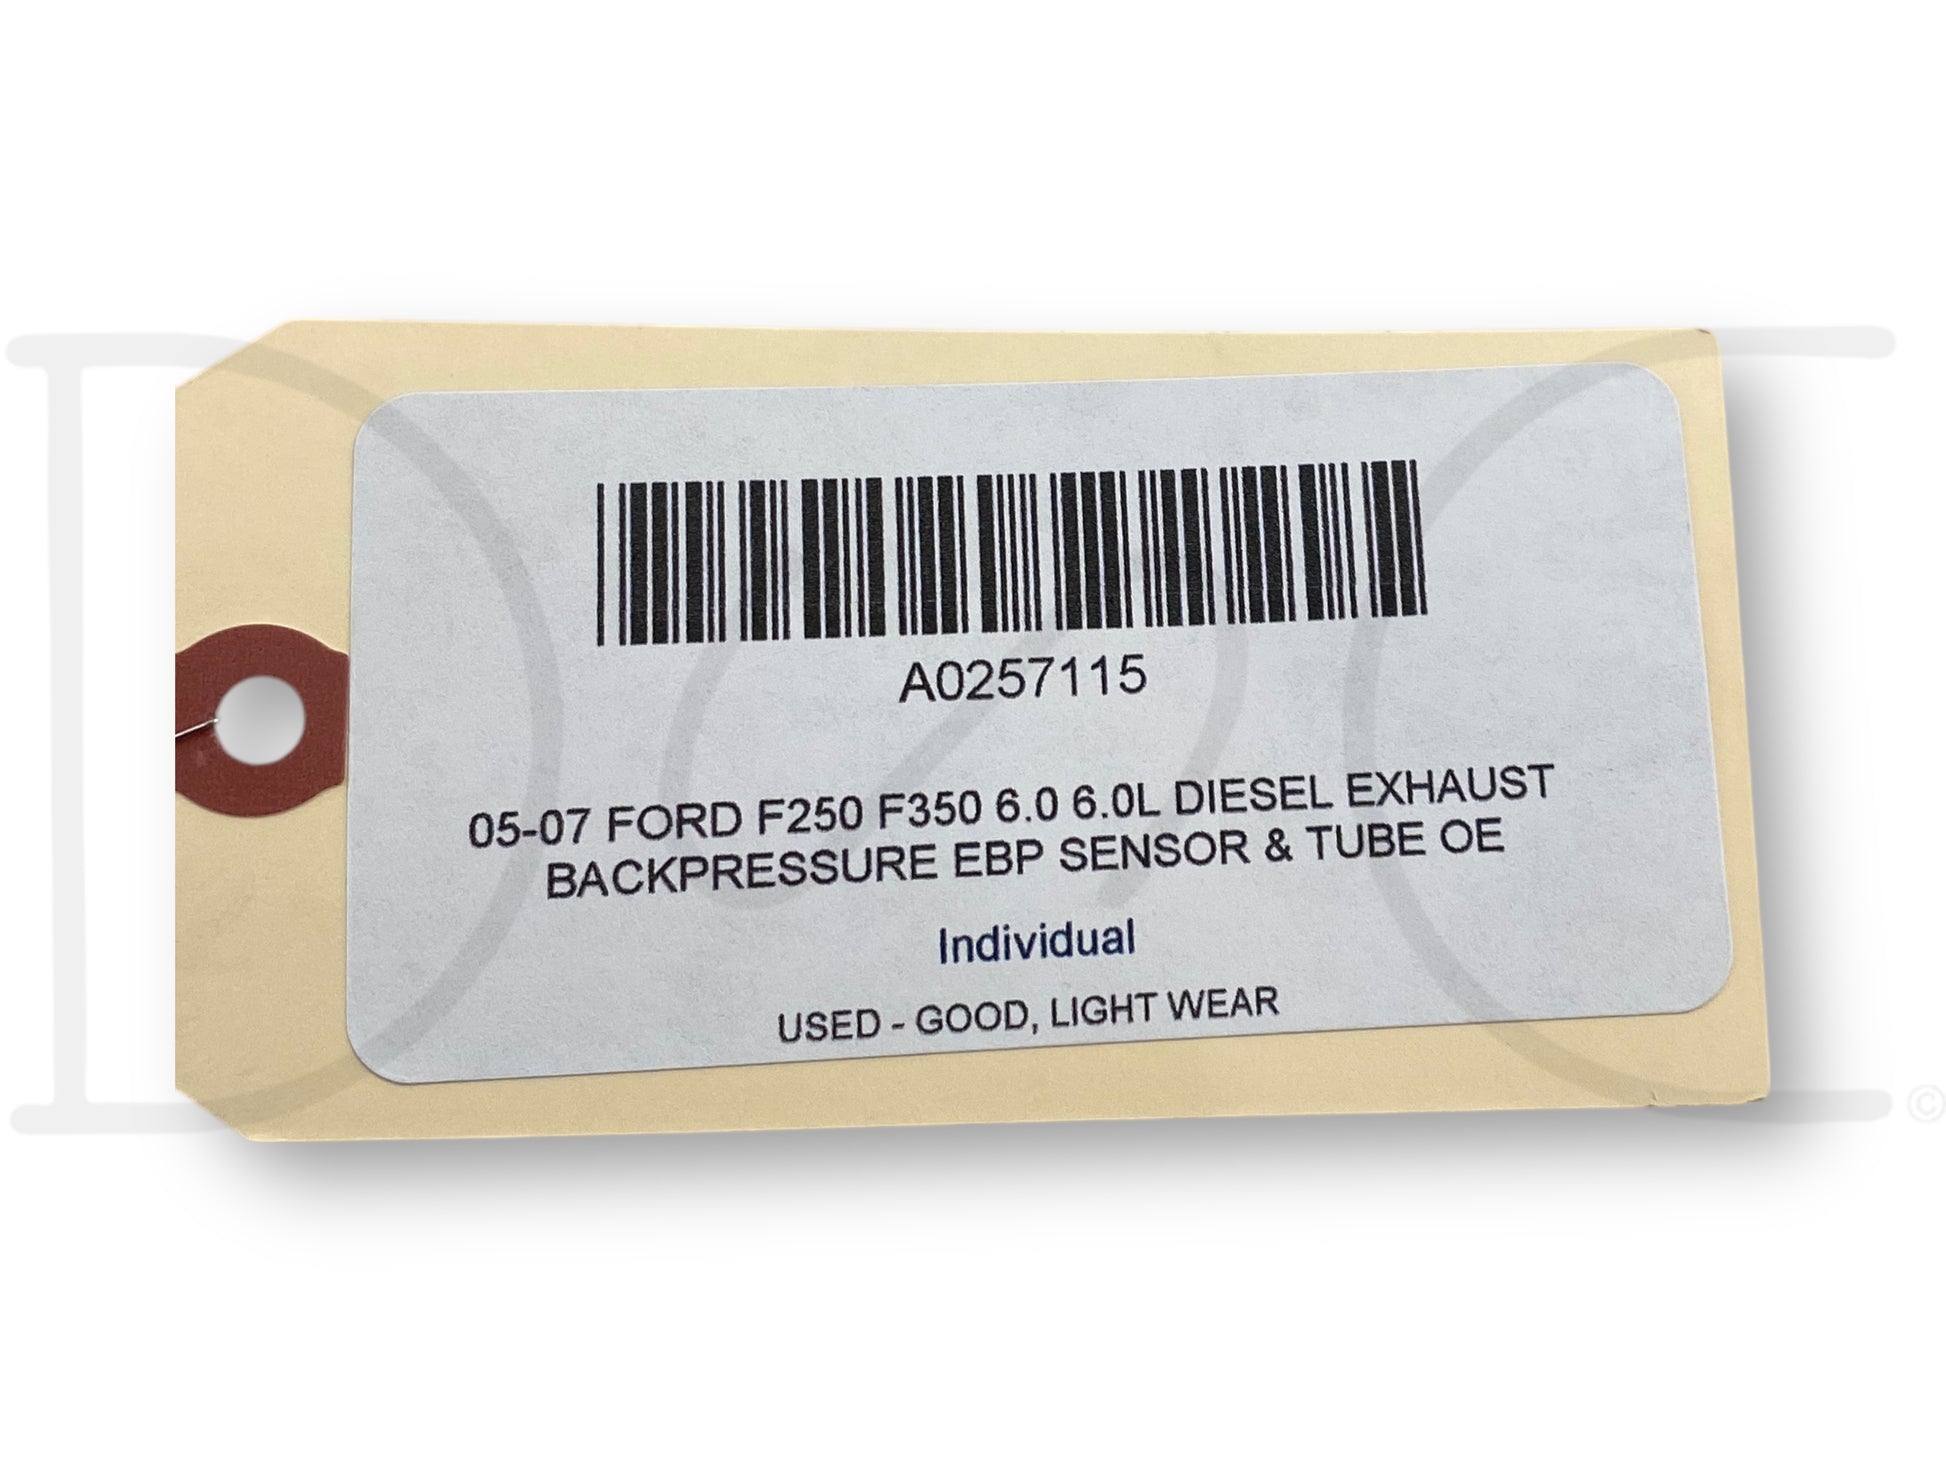 A0257115
05-07 FORD F250 F350 6.0 6.0L DIESEL EXHAUST
BACKPRESSURE EBP SENSOR & TUBE OE
Individual
USED - GOOD, LIGHT WEAR
©